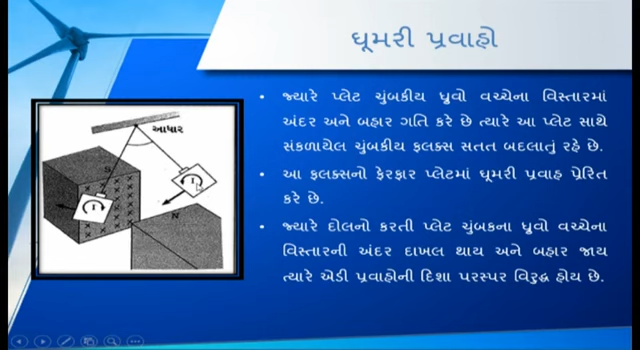 ઘૂમરી પ્રવાહો
આધાર
S
I
I
N
• જ્યારે પ્લેટ ચુંબકીય ધ્રુવો વચ્ચેના વિસ્તારમાં
અંદર અને બહાર ગતિ કરે છે ત્યારે આ પ્લેટ સાથે
સંકળાયેલ ચુંબકીય ફલક્સ સતત બદલાતું રહે છે.
• આ ફલક્સનો ફેરફાર પ્લેટમાં ઘૂમરી પ્રવાહ પ્રેરિત
કરે છે.
• જ્યારે દોલનો કરતી પ્લેટ ચુંબકના ધ્રુવો વચ્ચેના
વિસ્તારની અંદર દાખલ થાય અને બહાર જાય
ત્યારે એડી પ્રવાહોની દિશા પરસ્પર વિરુદ્ધ હોય છે.